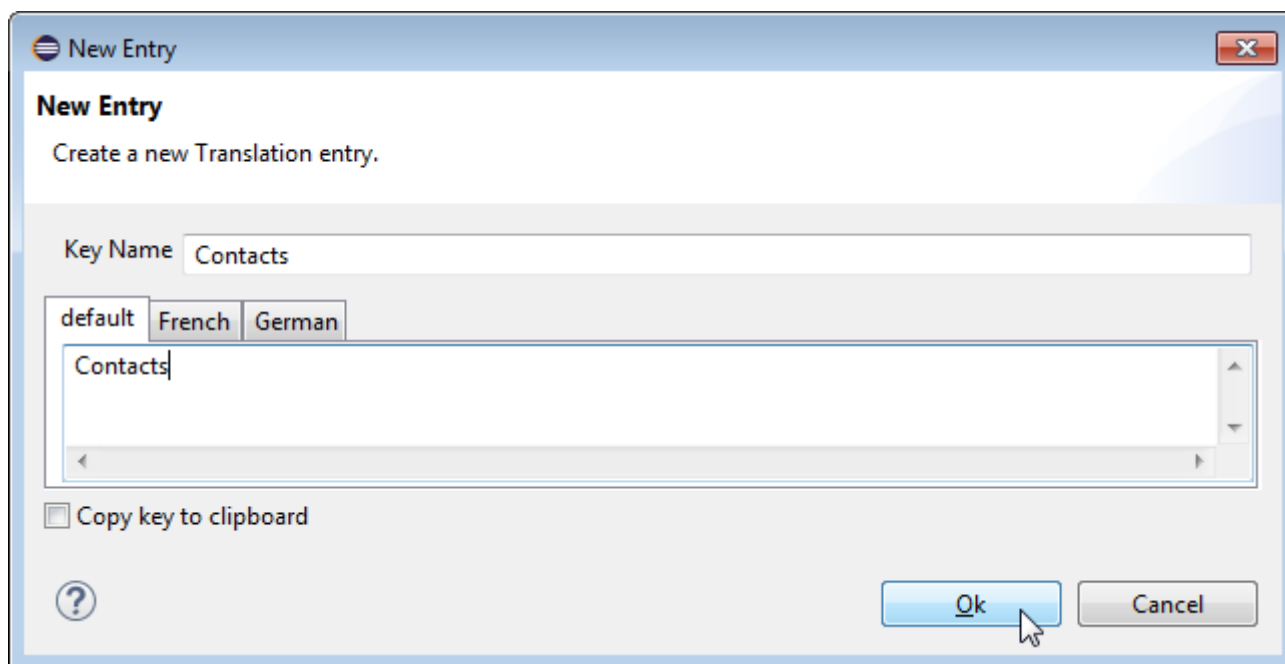 New Entry
New Entry
Create a new Translation entry.
Key Name Contacts
default French German
Contacts
Copy key to clipboard
?
Ok Cancel